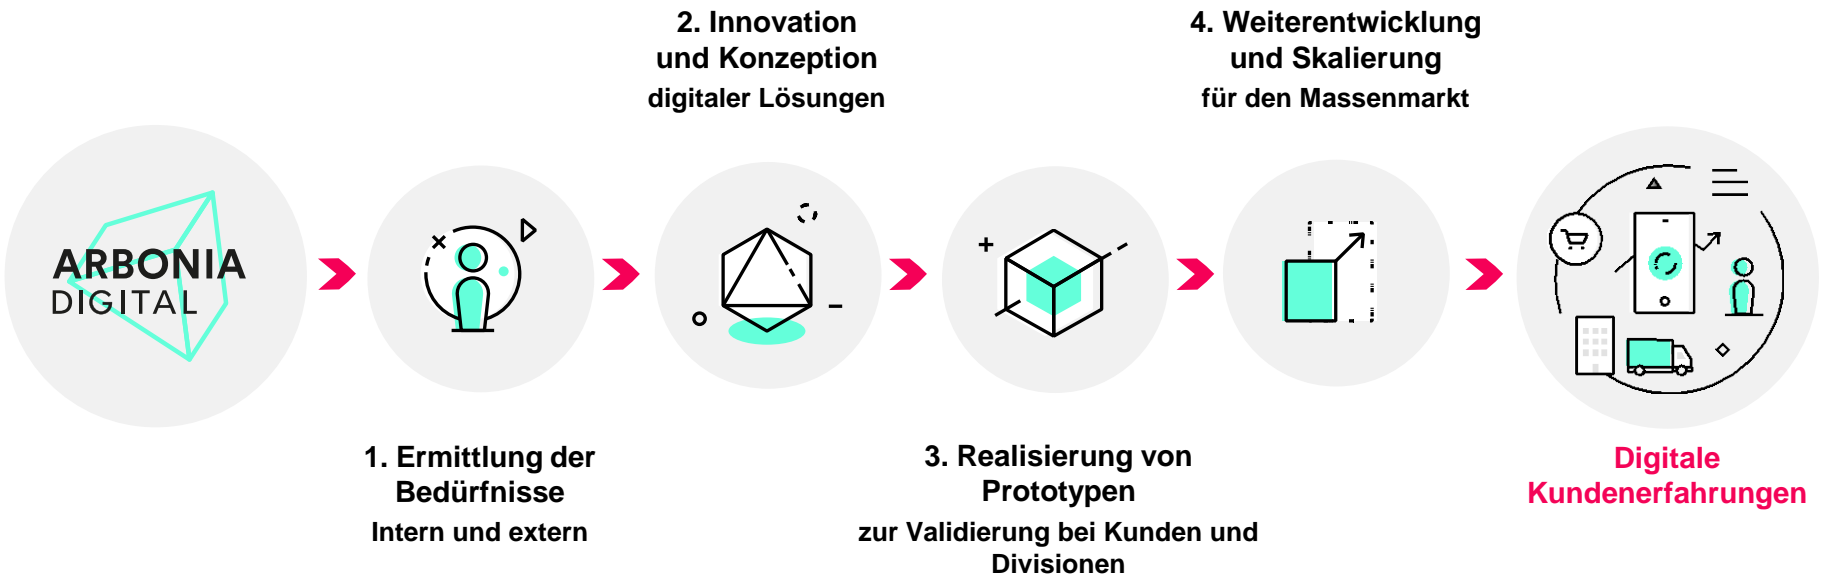 ARBONIA
DIGITAL
1. Ermittlung der
Bedürfnisse
Intern und extern
2. Innovation
und Konzeption
digitaler Lösungen
3. Realisierung von
Prototypen
zur Validierung bei Kunden und
Divisionen
4. Weiterentwicklung
und Skalierung
für den Massenmarkt
Digitale
Kundenerfahrungen